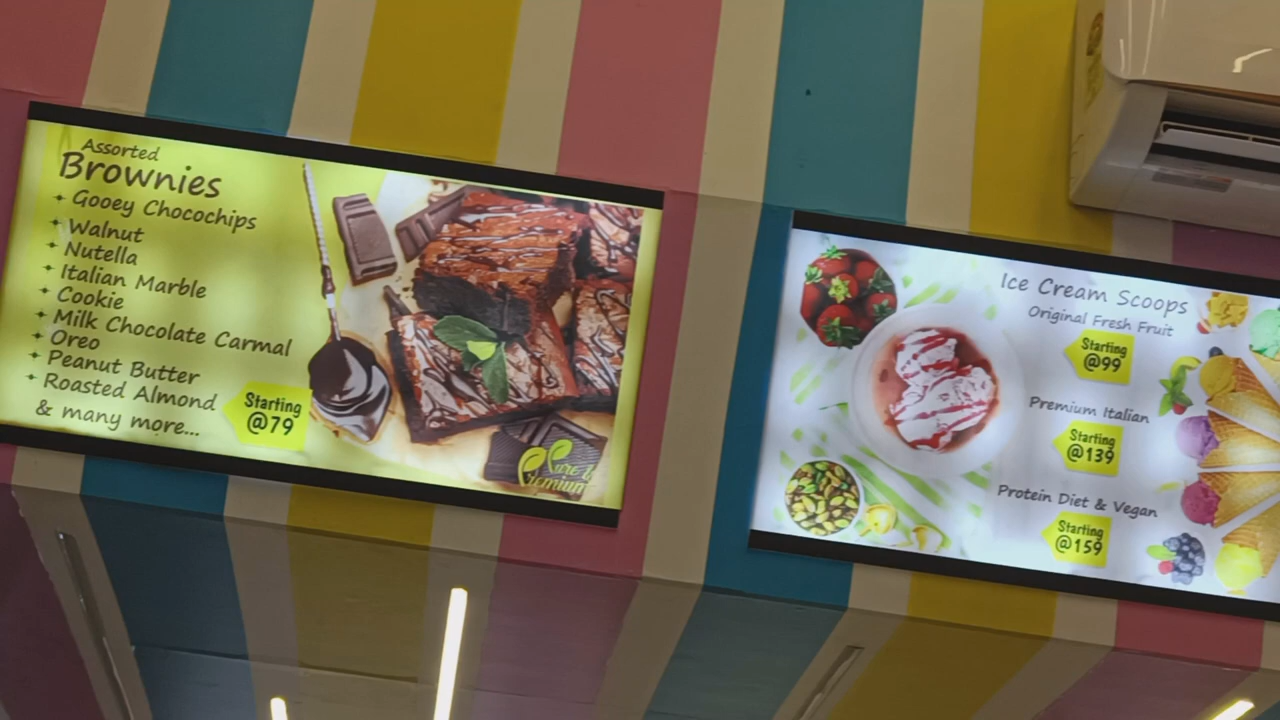 Assorted
Brownies
Gooey Chocochips
Walnut
Nutella
Italian Marble
Cookie
Milk Chocolate Carmal
Oreo
Peanut Butter
Roasted Almond
& many more...
Starting
@79
Pure &
Premium
Ice Cream Scoops
Original Fresh Fruit
Starting
@99
Premium Italian
Starting
@139
Protein Diet & Vegan
Starting
@159